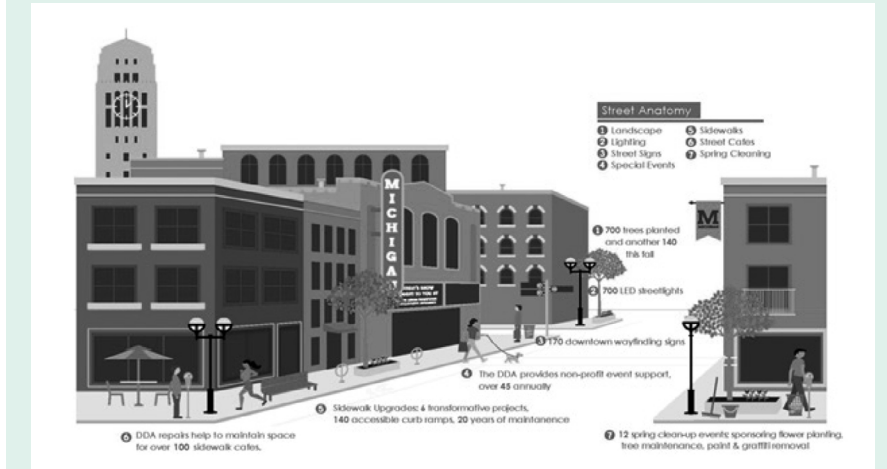 Street Anatomy
1 Landscape
2 Lighting
3 Street Signs
4 Special Events
5 Sidewalks
6 Street Cafes
7 Spring Cleaning
MICHIGAN
M
1 700 trees planted
and another 140
this fall
2 700 LED streetlights
3 170 downtown wayfinding signs
4 The DDA provides non-profit event support,
over 45 annually
5 Sidewalk Upgrades: 6 transformative projects,
140 accessible curb ramps, 20 years of maintanence
6 DDA repairs help to maintain space
for over 100 sidewalk cafes.
7 12 spring clean-up events: sponsoring flower planting,
tree maintenance, paint & graffiti removal